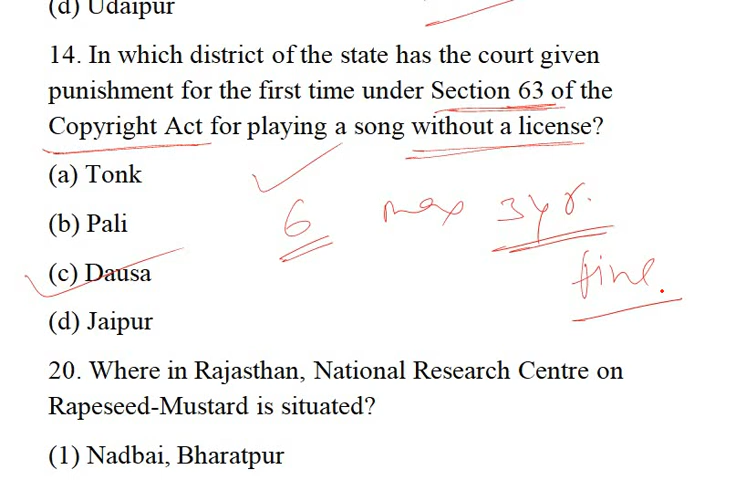 (d) Udaipur
14. In which district of the state has the court given
punishment for the first time under Section 63 of the
Copyright Act for playing a song without a license?
(a) Tonk
(b) Pali
6 max 3yr.
(c) Dausa
fine.
(d) Jaipur
20. Where in Rajasthan, National Research Centre on
Rapeseed-Mustard is situated?
(1) Nadbai, Bharatpur